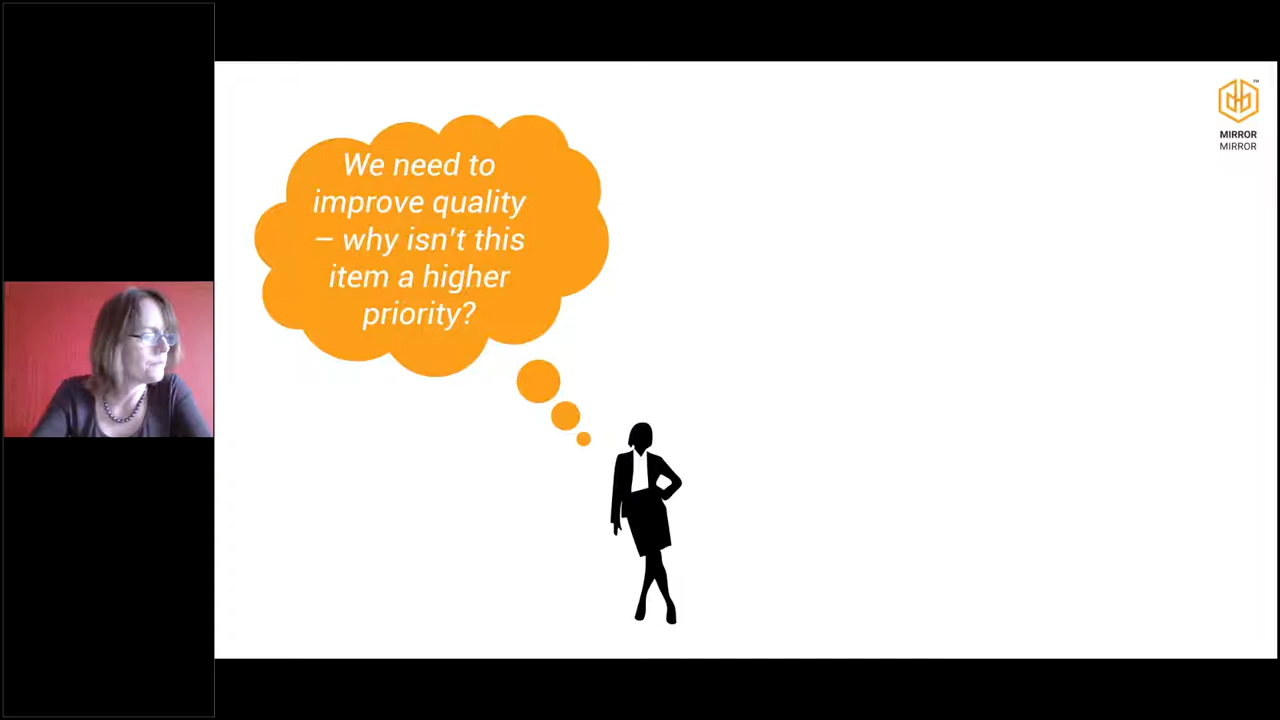 We need to
improve quality
– why isn't this
item a higher
priority?
MIRROR
MIRROR